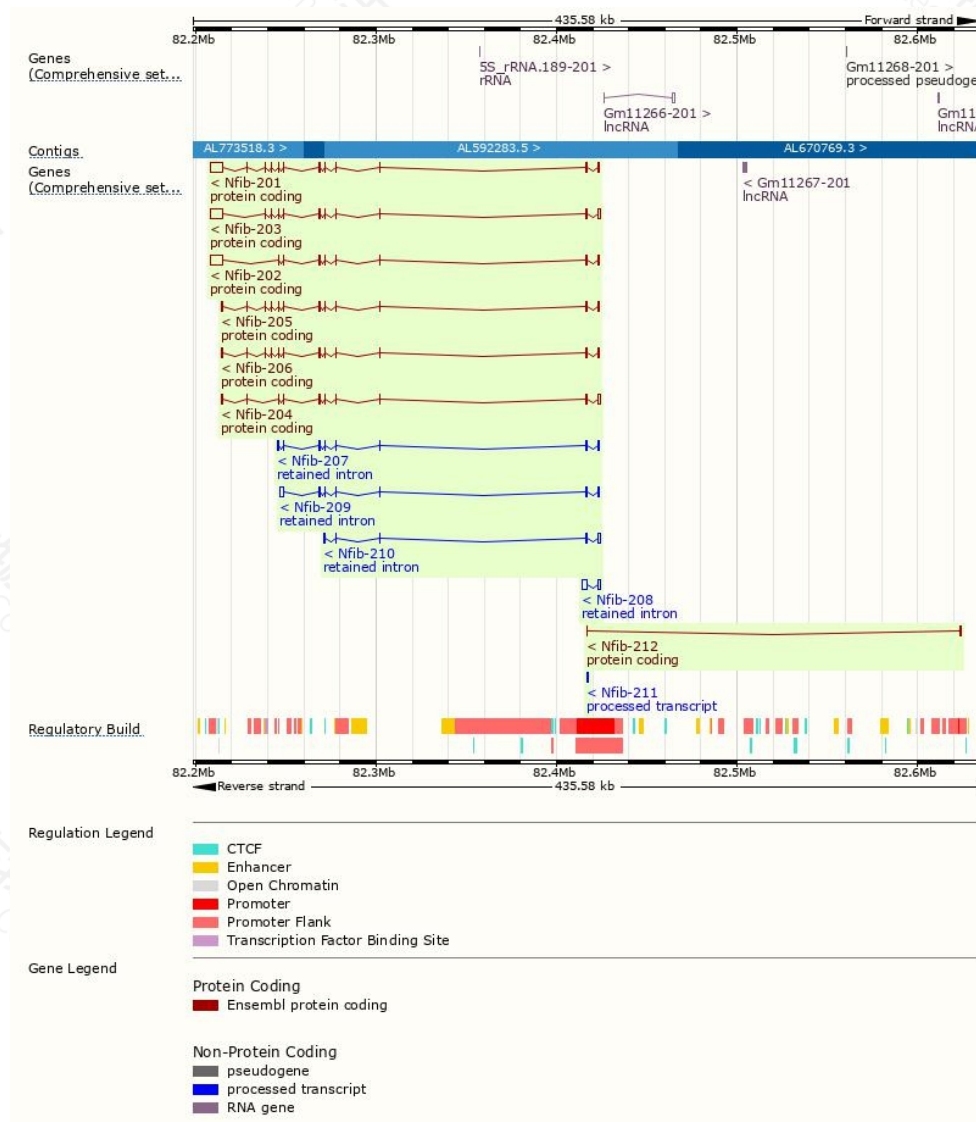 435.58 kb
Forward strand
82.2Mb 82.3Mb 82.4Mb 82.5Mb 82.6Mb
Genes
(Comprehensive set...
5S_rRNA.189-201 >
rRNA
Gm11268-201 >
processed pseudoge
Gm11266-201 >
lncRNA
Gm11
lncRN
Contigs
AL773518.3 > AL592283.5 > AL670769.3 >
Genes
(Comprehensive set...
< Nfib-201
protein coding
< Gm11267-201
lncRNA
< Nfib-203
protein coding
< Nfib-202
protein coding
< Nfib-205
protein coding
< Nfib-206
protein coding
< Nfib-204
protein coding
< Nfib-207
retained intron
< Nfib-209
retained intron
< Nfib-210
retained intron
< Nfib-208
retained intron
< Nfib-212
protein coding
< Nfib-211
processed transcript
Regulatory Build
82.2Mb 82.3Mb 82.4Mb 82.5Mb 82.6Mb
Reverse strand
435.58 kb
Regulation Legend
CTCF
Enhancer
Open Chromatin
Promoter
Promoter Flank
Transcription Factor Binding Site
Gene Legend
Protein Coding
Ensembl protein coding
Non-Protein Coding
pseudogene
processed transcript
RNA gene